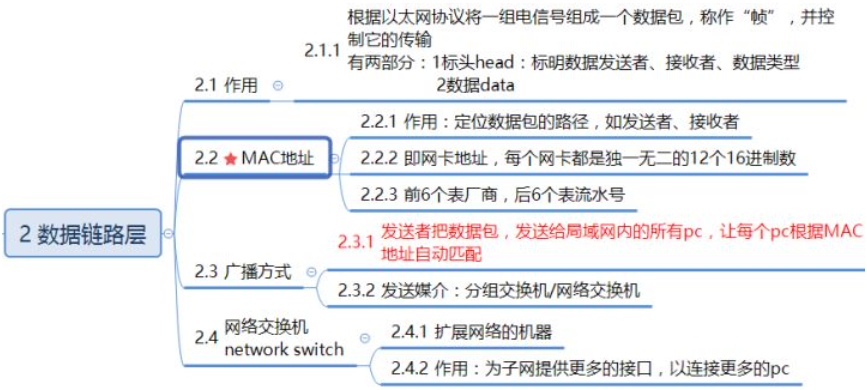 2 数据链路层
2.1 作用
2.1.1
根据以太网协议将一组电信号组成一个数据包，称作“帧”，并控
制它的传输
有两部分：1标头head：标明数据发送者、接收者、数据类型
2数据data
2.2 MAC地址
2.2.1 作用：定位数据包的路径，如发送者、接收者
2.2.2 即网卡地址，每个网卡都是独一无二的12个16进制数
2.2.3 前6个表厂商，后6个表流水号
2.3 广播方式
2.3.1
发送者把数据包，发送给局域网内的所有pc，让每个pc根据MAC
地址自动匹配
2.3.2 发送媒介：分组交换机/网络交换机
2.4
网络交换机
network switch
2.4.1 扩展网络的机器
2.4.2 作用：为子网提供更多的接口，以连接更多的pc